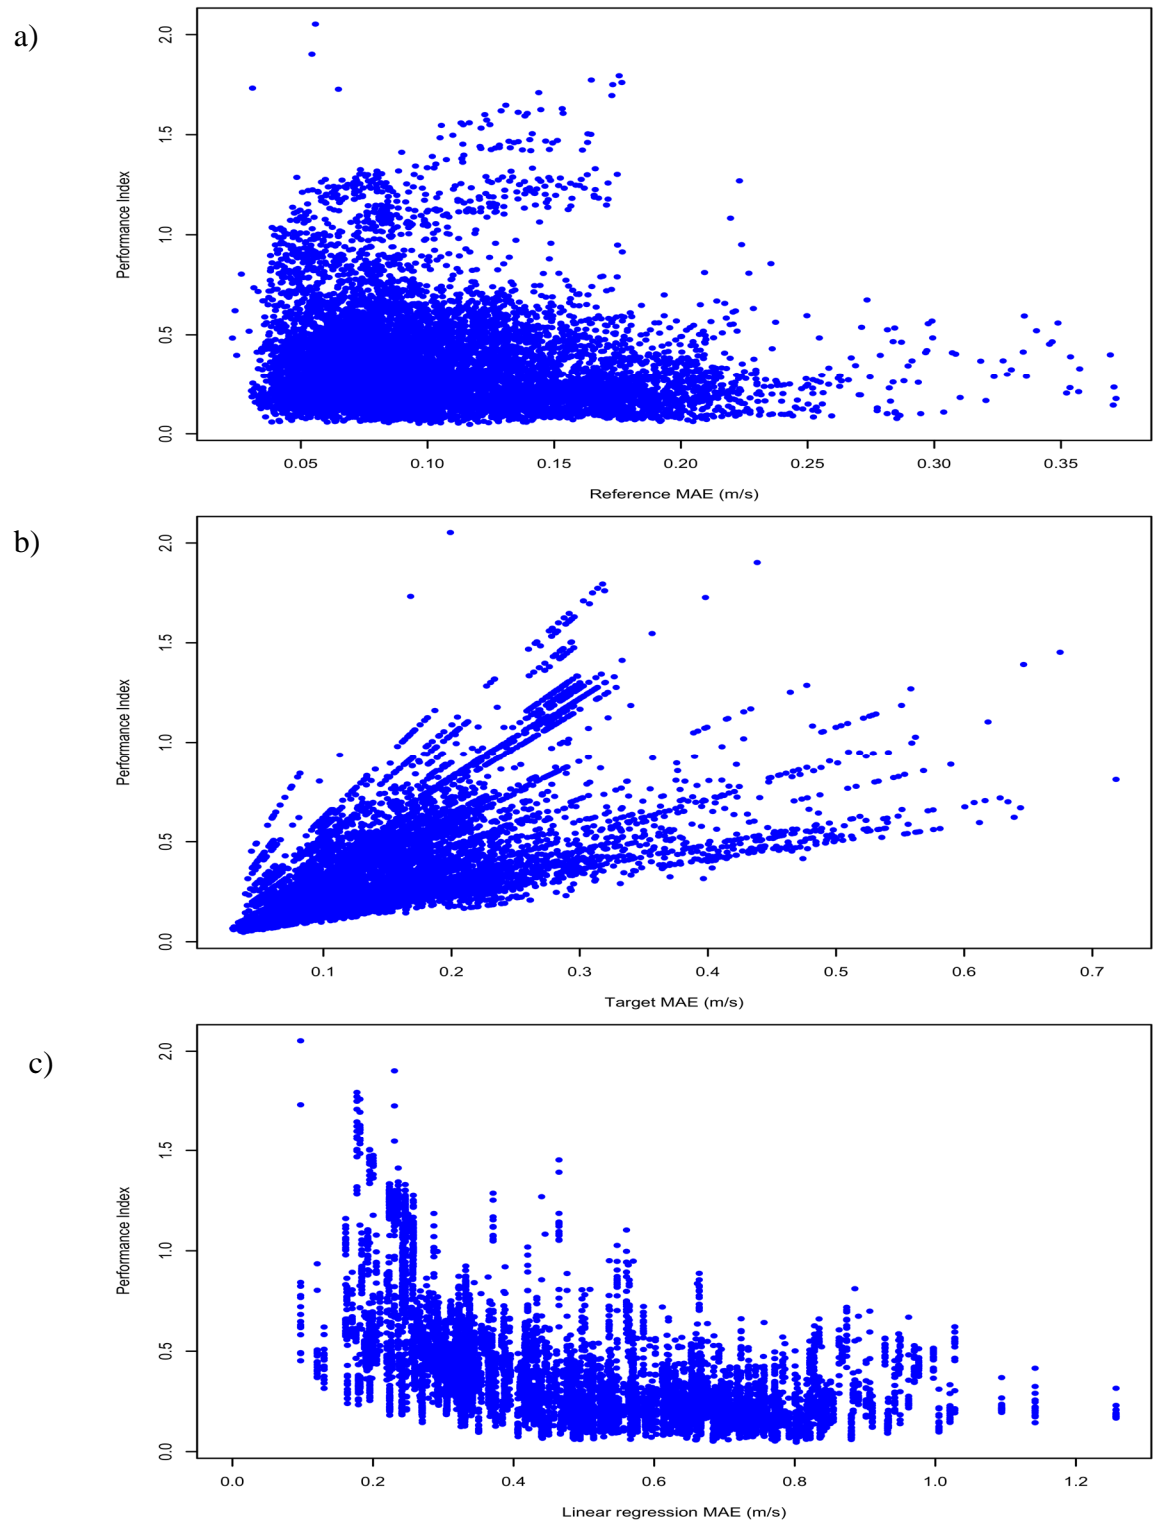 a)
Performance Index
2.0
1.5
1.0
0.5
0.0
0.05 0.10 0.15 0.20 0.25 0.30 0.35
Reference MAE (m/s)
b)
Performance Index
2.0
1.5
1.0
0.5
0.0
0.1 0.2 0.3 0.4 0.5 0.6 0.7
Target MAE (m/s)
c)
Performance Index
2.0
1.5
1.0
0.5
0.0
0.0 0.2 0.4 0.6 0.8 1.0 1.2
Linear regression MAE (m/s)